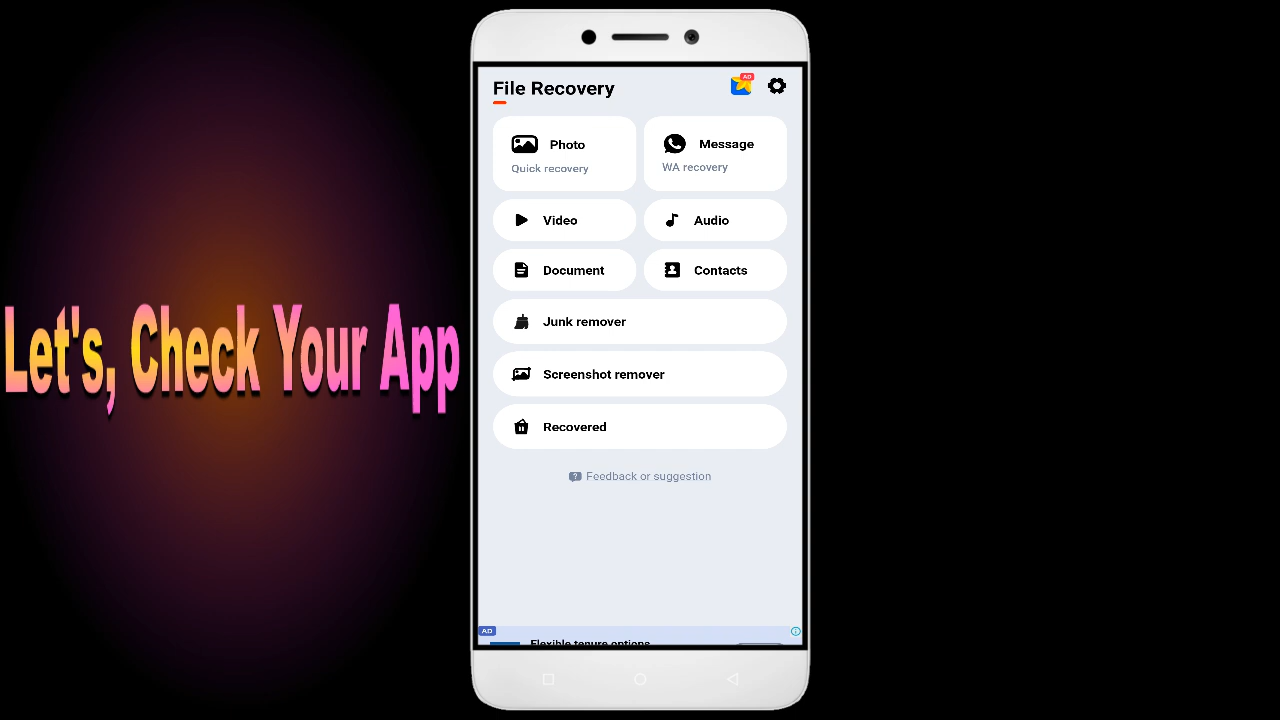 Let's, Check Your App
File Recovery
AD
Photo
Quick recovery
Message
WA recovery
Video
Audio
Document
Contacts
Junk remover
Screenshot remover
Recovered
Feedback or suggestion
AD
Flexible tenure options